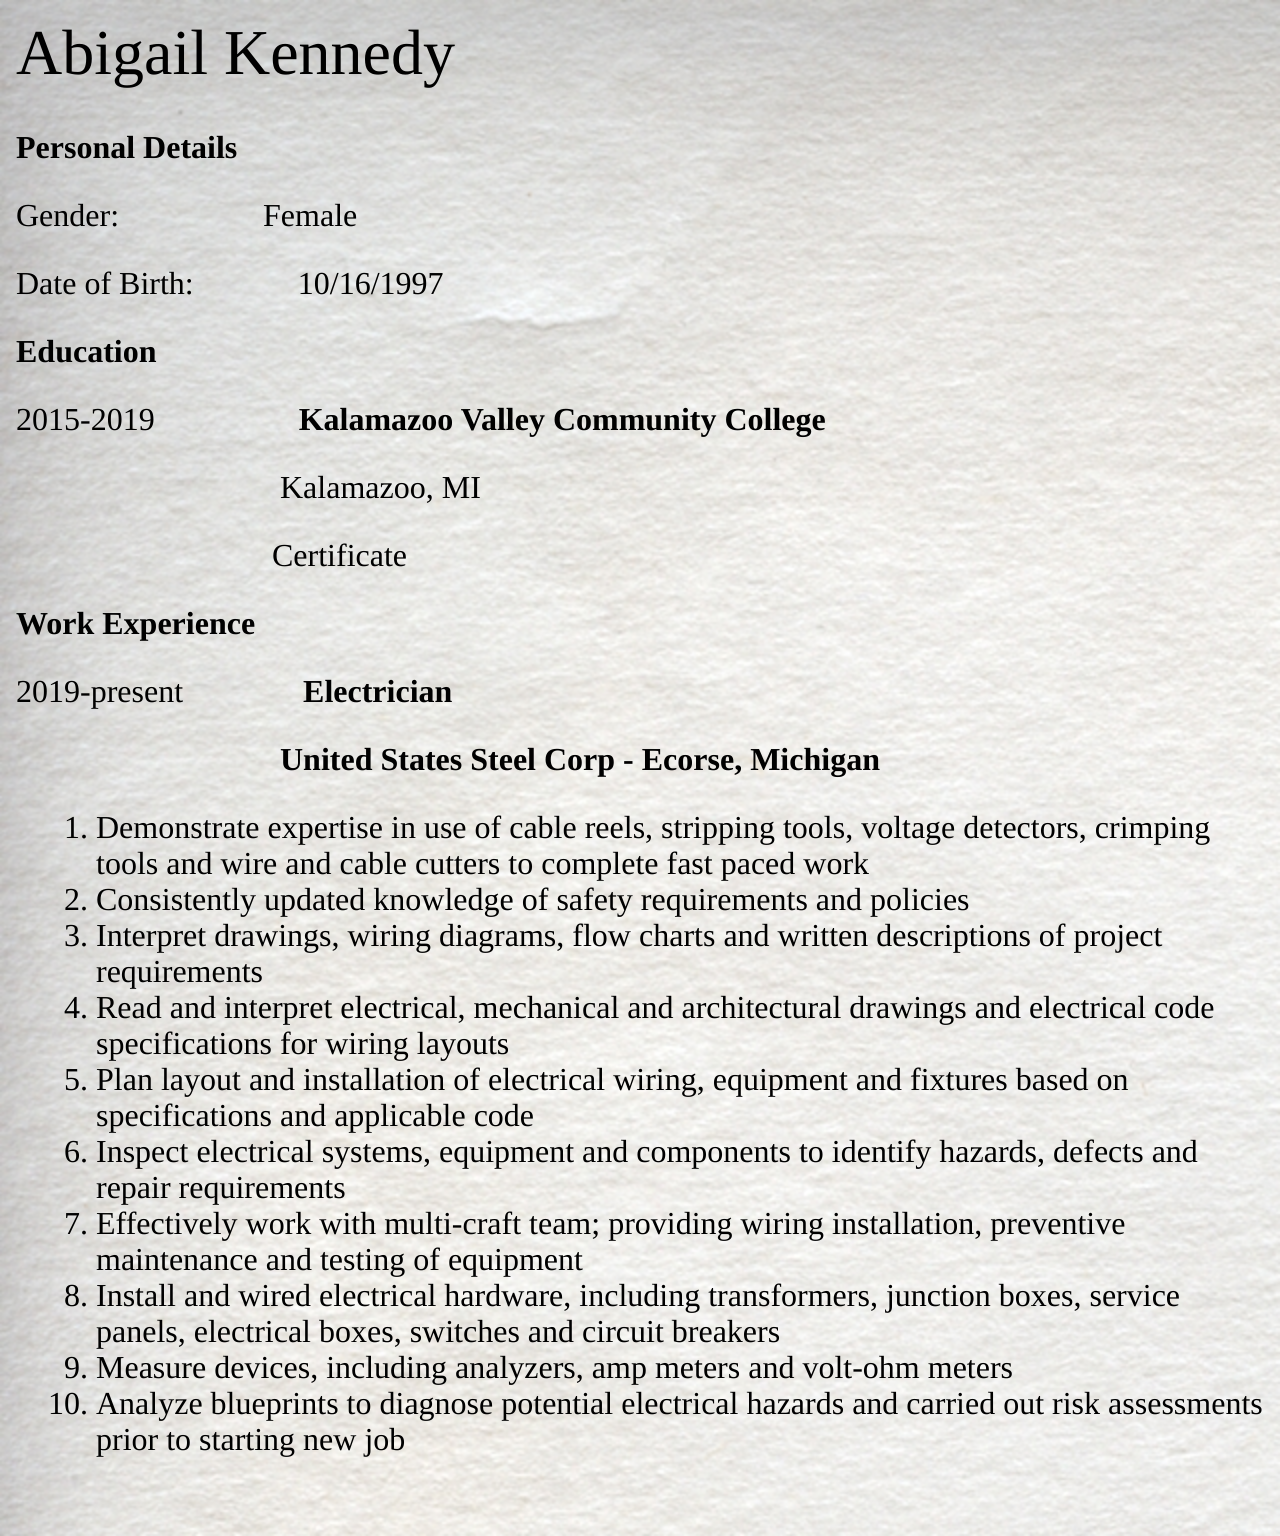 Abigail Kennedy
Personal Details
Gender: Female
Date of Birth: 10/16/1997
Education
2015-2019 Kalamazoo Valley Community College
Kalamazoo, MI
Certificate
Work Experience
2019-present Electrician
United States Steel Corp - Ecorse, Michigan
1. Demonstrate expertise in use of cable reels, stripping tools, voltage detectors, crimping
tools and wire and cable cutters to complete fast paced work
2. Consistently updated knowledge of safety requirements and policies
3. Interpret drawings, wiring diagrams, flow charts and written descriptions of project
requirements
4. Read and interpret electrical, mechanical and architectural drawings and electrical code
specifications for wiring layouts
5. Plan layout and installation of electrical wiring, equipment and fixtures based on
specifications and applicable code
6. Inspect electrical systems, equipment and components to identify hazards, defects and
repair requirements
7. Effectively work with multi-craft team; providing wiring installation, preventive
maintenance and testing of equipment
8. Install and wired electrical hardware, including transformers, junction boxes, service
panels, electrical boxes, switches and circuit breakers
9. Measure devices, including analyzers, amp meters and volt-ohm meters
10. Analyze blueprints to diagnose potential electrical hazards and carried out risk assessments
prior to starting new job